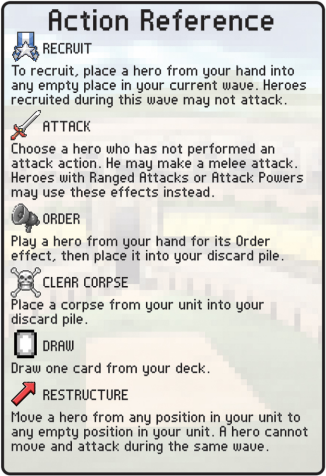 Action Reference
RECRUIT
To recruit, place a hero from your hand into
any empty place in your current wave. Heroes
recruited during this wave may not attack.
ATTACK
Choose a hero who has not performed an
attack action. He may make a melee attack.
Heroes with Ranged Attacks or Attack Powers
may use these effects instead.
ORDER
Play a hero from your hand for its Order
effect, then place it into your discard pile.
CLEAR CORPSE
Place a corpse from your unit into your
discard pile.
DRAW
Draw one card from your deck.
RESTRUCTURE
Move a hero from any position in your unit to
any empty position in your unit. A hero cannot
move and attack during the same wave.